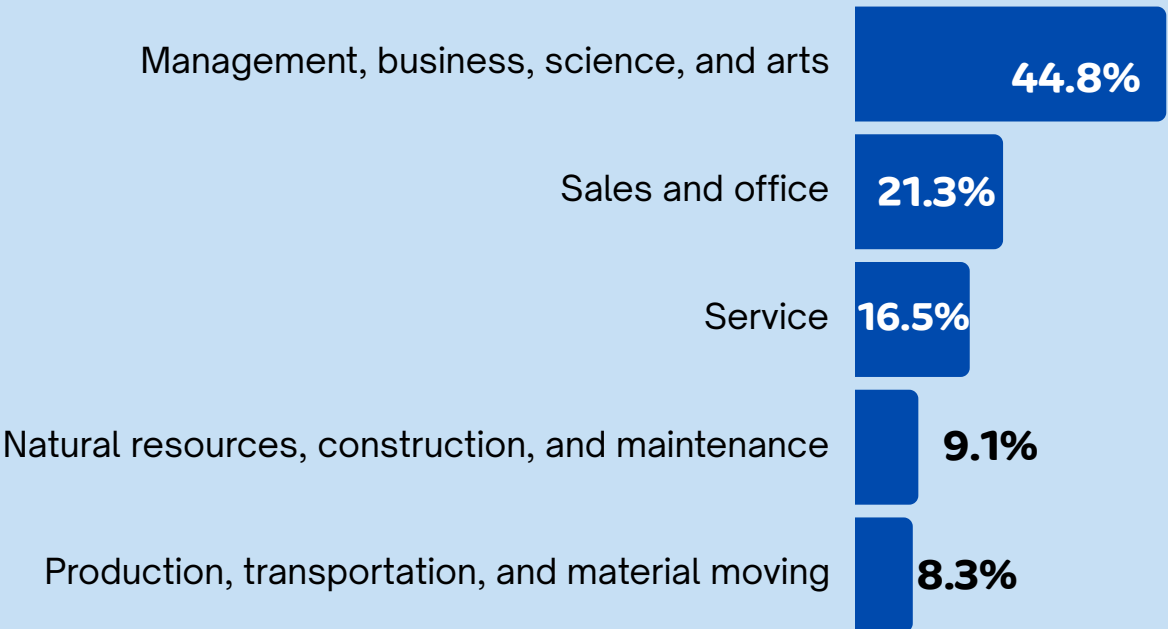 Management, business, science, and arts 44.8%
Sales and office 21.3%
Service 16.5%
Natural resources, construction, and maintenance 9.1%
Production, transportation, and material moving 8.3%